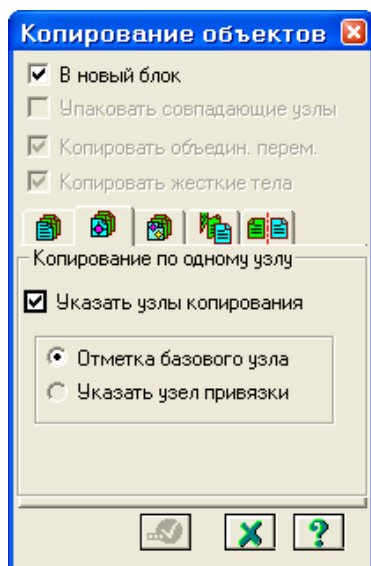 Копирование объектов
В новый блок
Упаковать совпадающие узлы
Копировать объедин. перем.
Копировать жесткие тела
Копирование по одному узлу
Указать узлы копирования
Отметка базового узла
Указать узел привязки
?